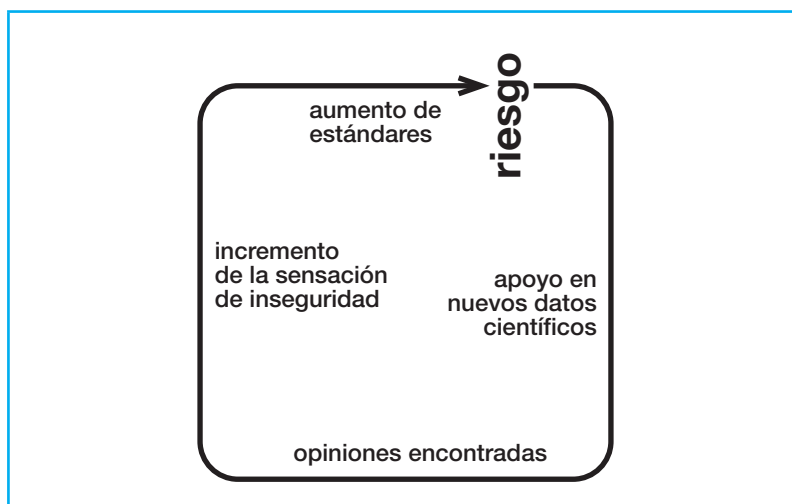 riesgo
aumento de
estándares
incremento
de la sensación
de inseguridad
apoyo en
nuevos datos
científicos
opiniones encontradas